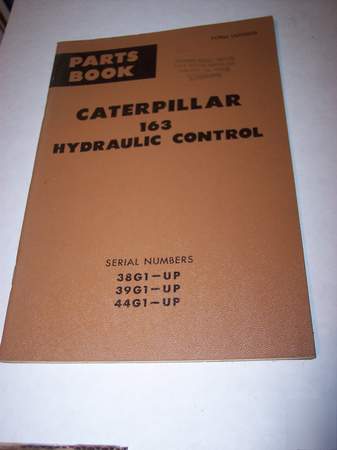 PARTS
BOOK
CATERPILLAR
163
HYDRAULIC CONTROL
SERIAL NUMBERS
38G1-UP
39G1-UP
44G1-UP